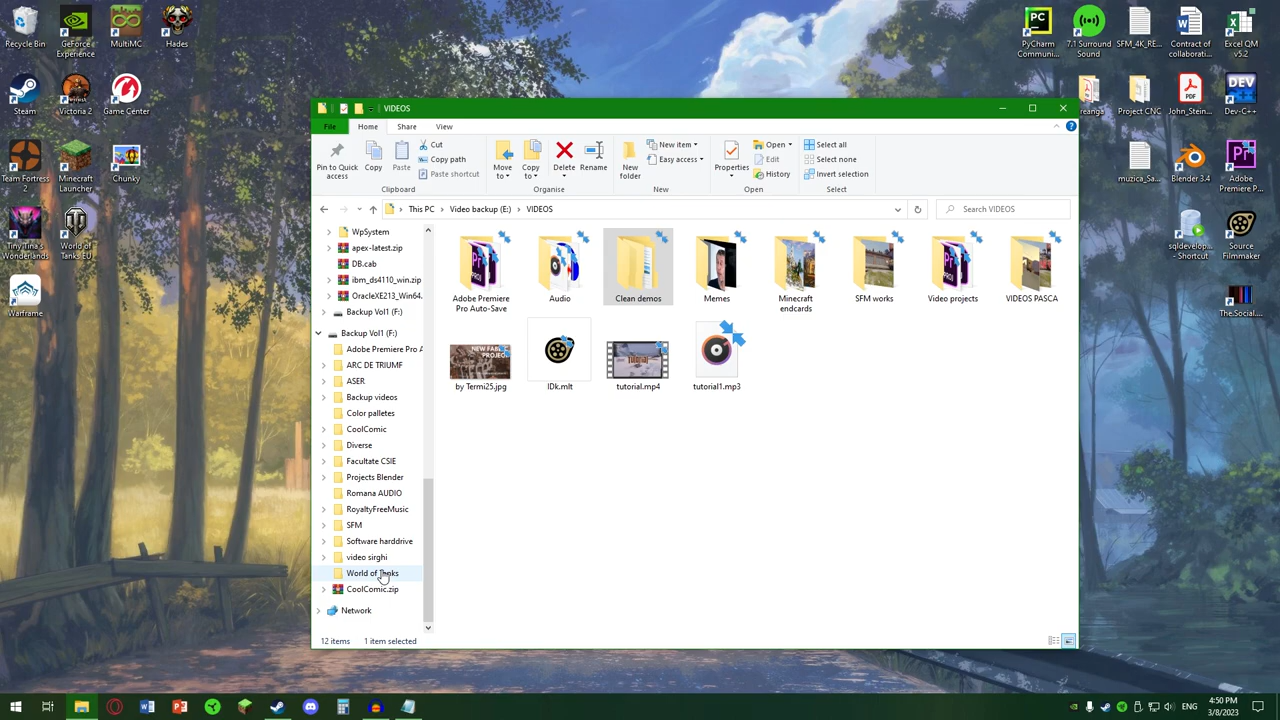 Recycle Bin
GeForce
Experience
MultiMC
Hades
Steam
Victoria 2
Game Center
Team Fortress
2
Minecraft
Launcher
Chunky
Tiny Tina's
Wonderlands
World of
Tanks EU
Warframe
PyCharm
Communi...
7.1 Surround
Sound
SFM_4K_RE...
Contract of
collaborati...
Excel QM
v5.2
Project CNC
John_Stein...
Dev-C++
muzica_Sa...
Blender 3.4
Adobe
Premiere P...
sqldevelop...
- Shortcut
Source
Filmmaker
The.Social....
VIDEOS
File
Home
Share
View
Pin to Quick
access
Copy
Paste
Cut
Copy path
Paste shortcut
Clipboard
Move
to
Copy
to
Delete
Rename
Organise
New
folder
New item
Easy access
New
Properties
Open
Edit
History
Open
Select all
Select none
Invert selection
Select
This PC
Video backup (E:)
VIDEOS
Search VIDEOS
WpSystem
apex-latest.zip
DB.cab
ibm_ds4110_win.zip
OracleXE213_Win64.
Backup Vol1 (F:)
Backup Vol1 (F:)
Adobe Premiere Pro A
ARC DE TRIUMF
ASER
Backup videos
Color palletes
CoolComic
Diverse
Facultate CSIE
Projects Blender
Romana AUDIO
RoyaltyFreeMusic
SFM
Software harddrive
video sirghi
World of Tanks
CoolComic.zip
Network
Adobe Premiere
Pro Auto-Save
Audio
Clean demos
Memes
Minecraft
endcards
SFM works
Video projects
VIDEOS PASCA
NEW FABRIC
PROJECT
by Termi25.jpg
IDk.mlt
Tutorial
tutorial.mp4
tutorial1.mp3
12 items
1 item selected
ENG
4:50 PM
3/8/2023